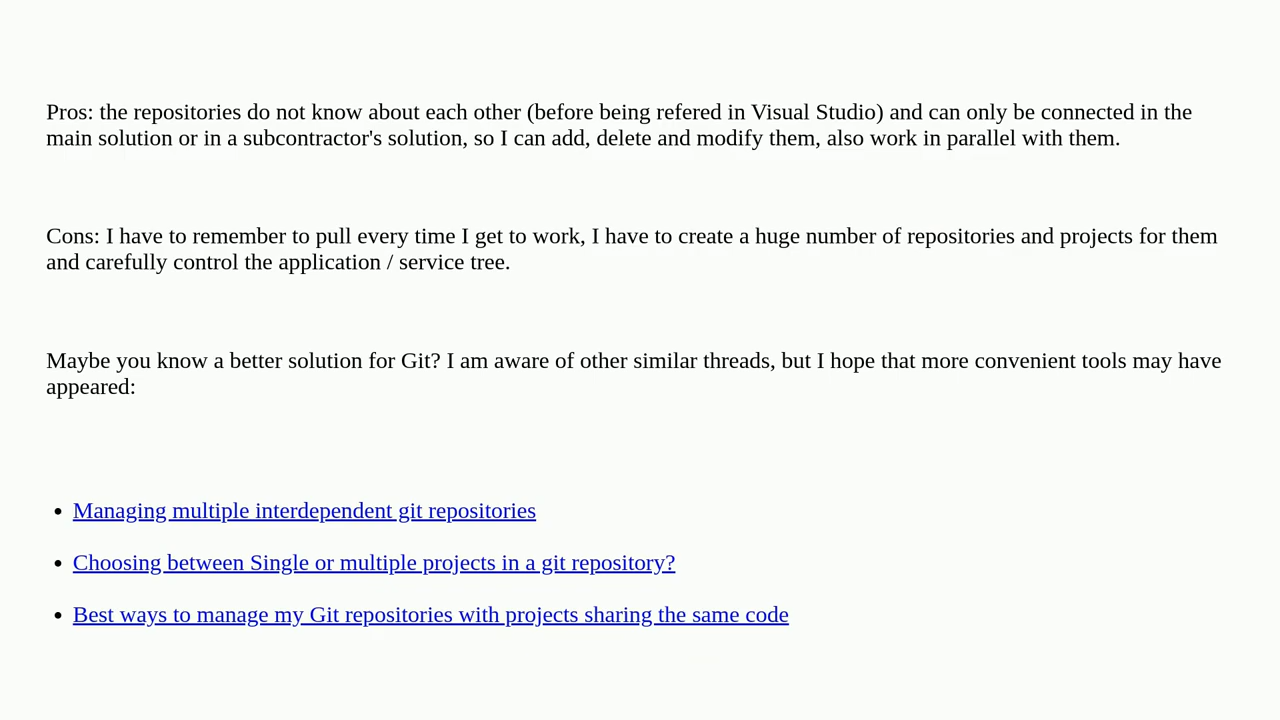 Pros: the repositories do not know about each other (before being refered in Visual Studio) and can only be connected in the
main solution or in a subcontractor's solution, so I can add, delete and modify them, also work in parallel with them.
Cons: I have to remember to pull every time I get to work, I have to create a huge number of repositories and projects for them
and carefully control the application / service tree.
Maybe you know a better solution for Git? I am aware of other similar threads, but I hope that more convenient tools may have
appeared:
• Managing multiple interdependent git repositories
• Choosing between Single or multiple projects in a git repository?
• Best ways to manage my Git repositories with projects sharing the same code